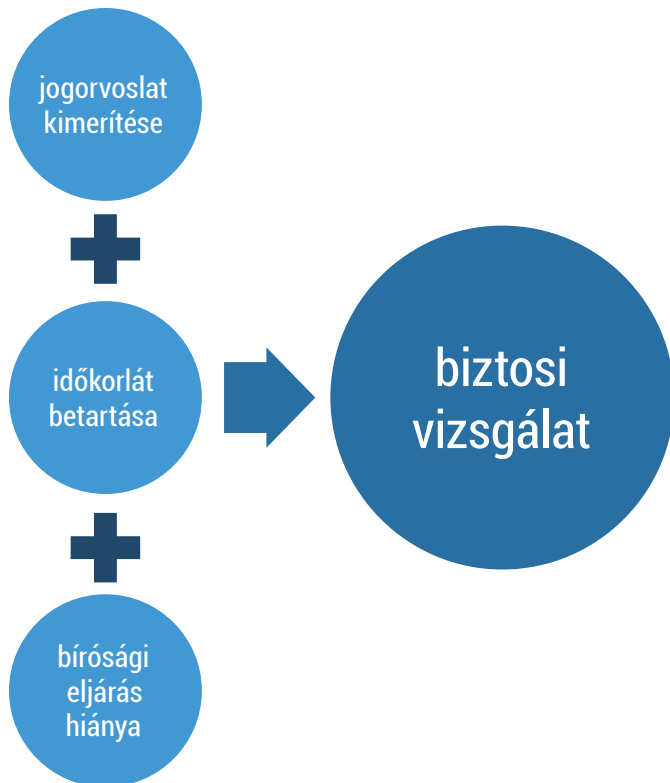 jogorvoslat
kimerítése
időkorlát
betartása
biztosi
vizsgálat
bírósági
eljárás
hiánya